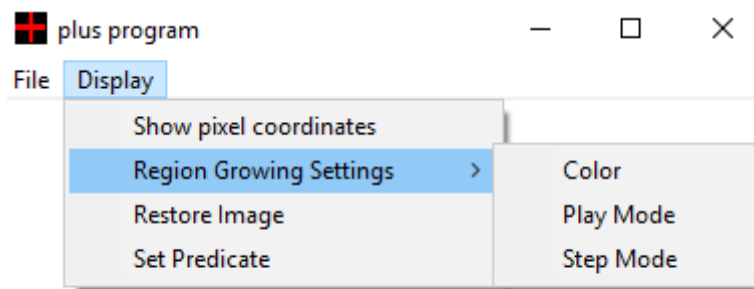 plus program
File Display
Show pixel coordinates
Region Growing Settings
Restore Image
Set Predicate
Color
Play Mode
Step Mode